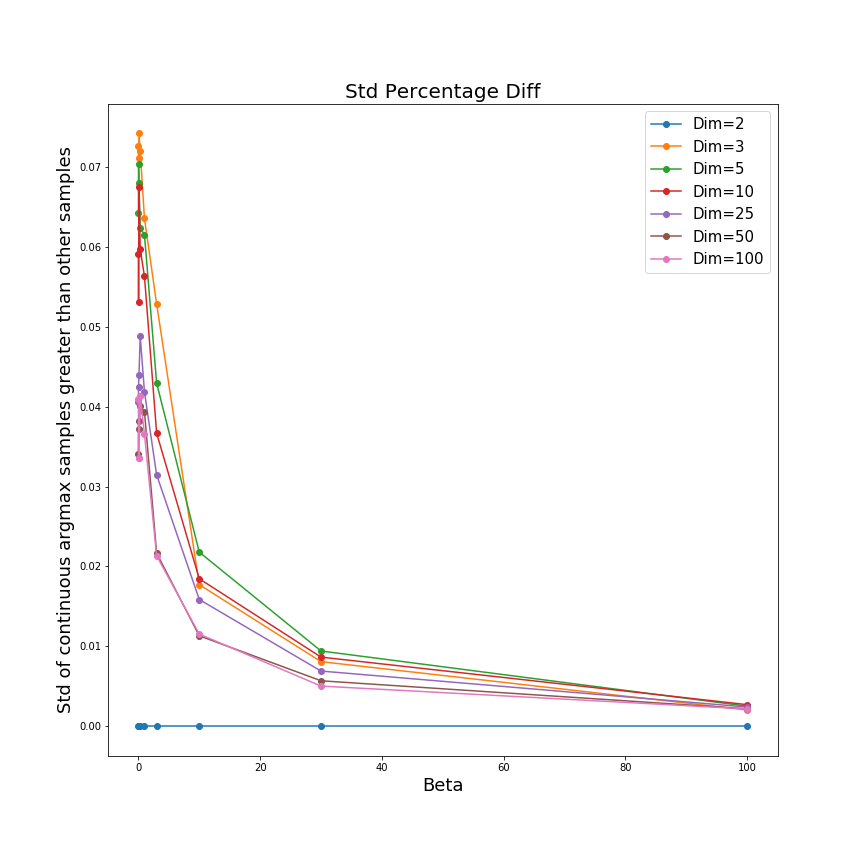 Std Percentage Diff
Std of continuous argmax samples greater than other samples
0.07
0.06
0.05
0.04
0.03
0.02
0.01
0.00
Dim=2
Dim=3
Dim=5
Dim=10
Dim=25
Dim=50
Dim=100
0 20 40 60 80 100
Beta